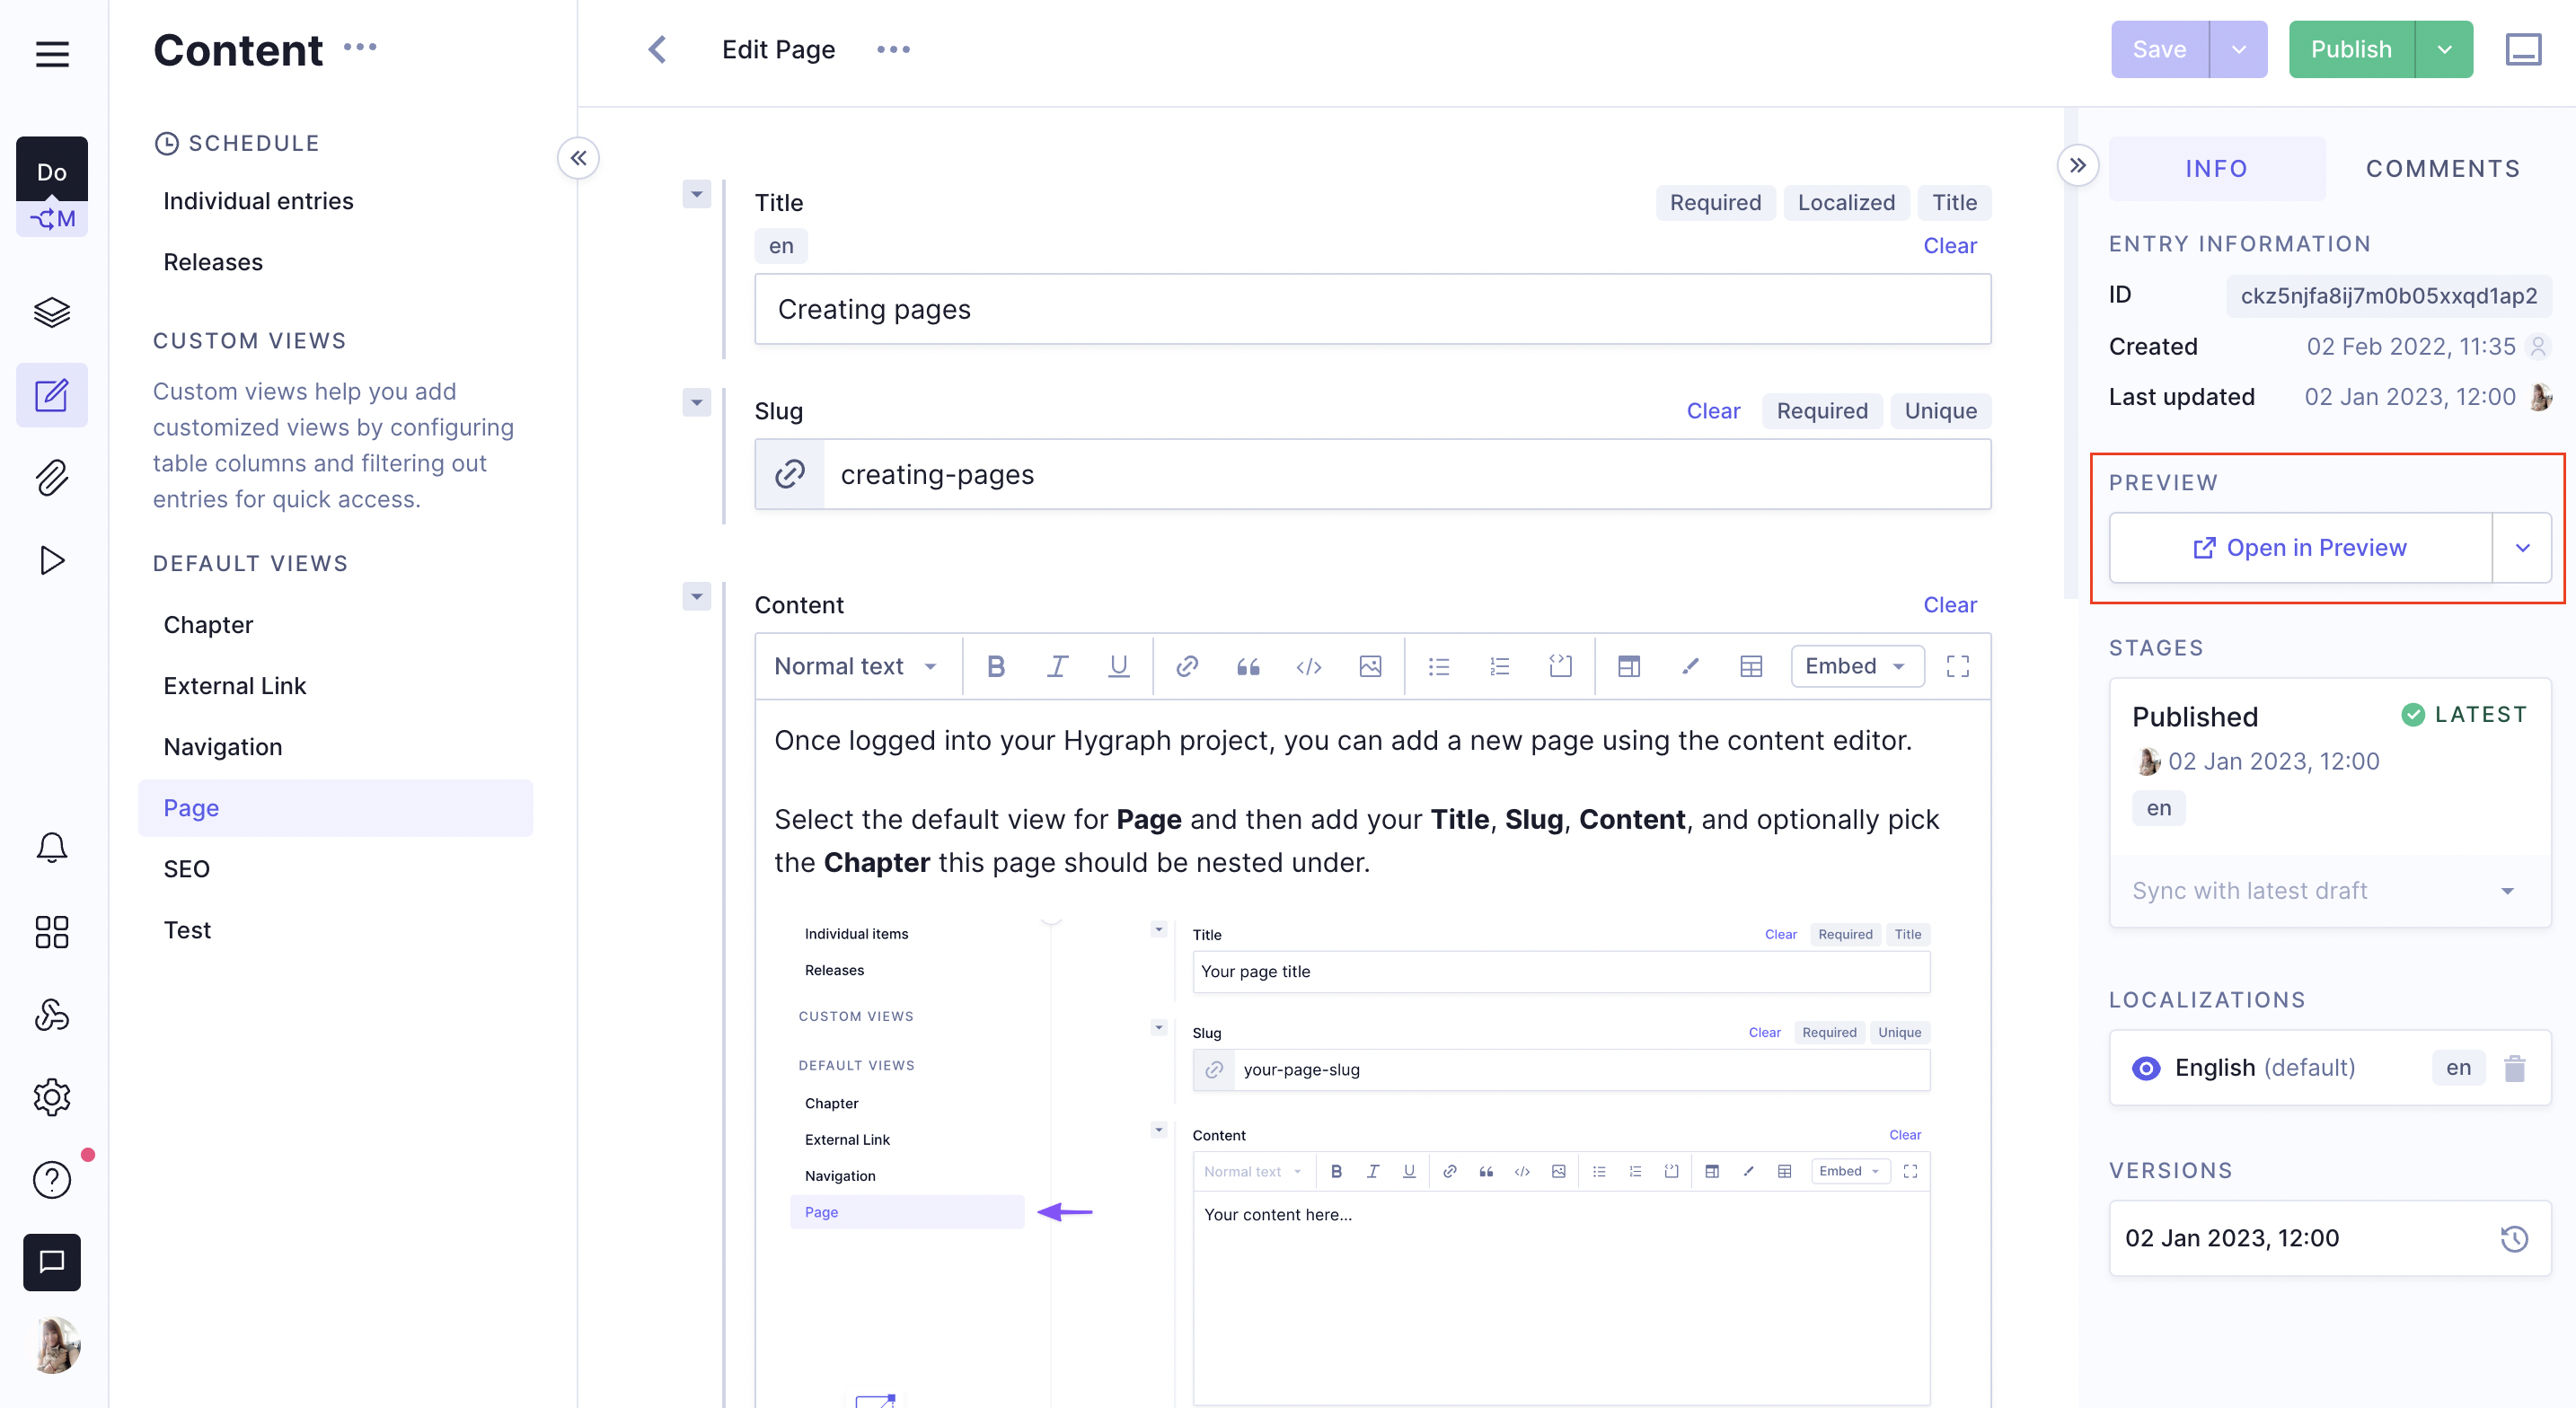 Do
M
Content
SCHEDULE
Individual entries
Releases
CUSTOM VIEWS
Custom views help you add
customized views by configuring
table columns and filtering out
entries for quick access.
DEFAULT VIEWS
Chapter
External Link
Navigation
Page
SEO
Test
Edit Page
Save
Publish
Title
Required
Localized
Title
en
Clear
Creating pages
Slug
Clear
Required
Unique
creating-pages
Content
Clear
Normal text
Embed
Once logged into your Hygraph project, you can add a new page using the content editor.
Select the default view for Page and then add your Title, Slug, Content, and optionally pick
the Chapter this page should be nested under.
Individual items
Releases
CUSTOM VIEWS
DEFAULT VIEWS
Chapter
External Link
Navigation
Page
Title
Clear
Required
Title
Your page title
Slug
Clear
Required
Unique
your-page-slug
Content
Clear
Normal text
Embed
Your content here...
INFO
COMMENTS
ENTRY INFORMATION
ID
ckz5njfa8ij7m0b05xxqd1ap2
Created
02 Feb 2022, 11:35
Last updated
02 Jan 2023, 12:00
PREVIEW
Open in Preview
STAGES
Published
LATEST
02 Jan 2023, 12:00
en
Sync with latest draft
LOCALIZATIONS
English (default)
en
VERSIONS
02 Jan 2023, 12:00